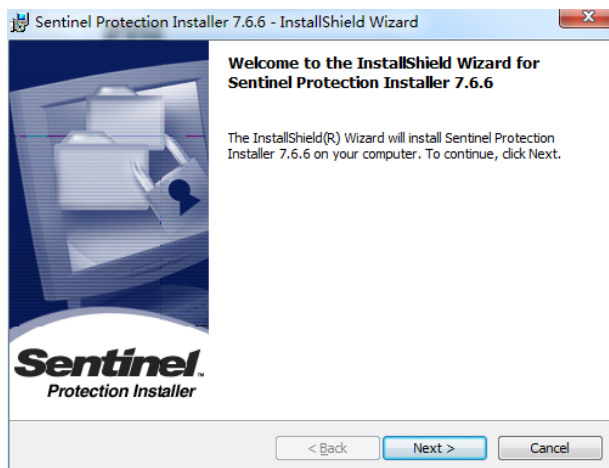 Sentinel Protection Installer 7.6.6 - InstallShield Wizard
Welcome to the InstallShield Wizard for
Sentinel Protection Installer 7.6.6
The InstallShield(R) Wizard will install Sentinel Protection
Installer 7.6.6 on your computer. To continue, click Next.
Sentinel™
Protection Installer
< Back Next > Cancel